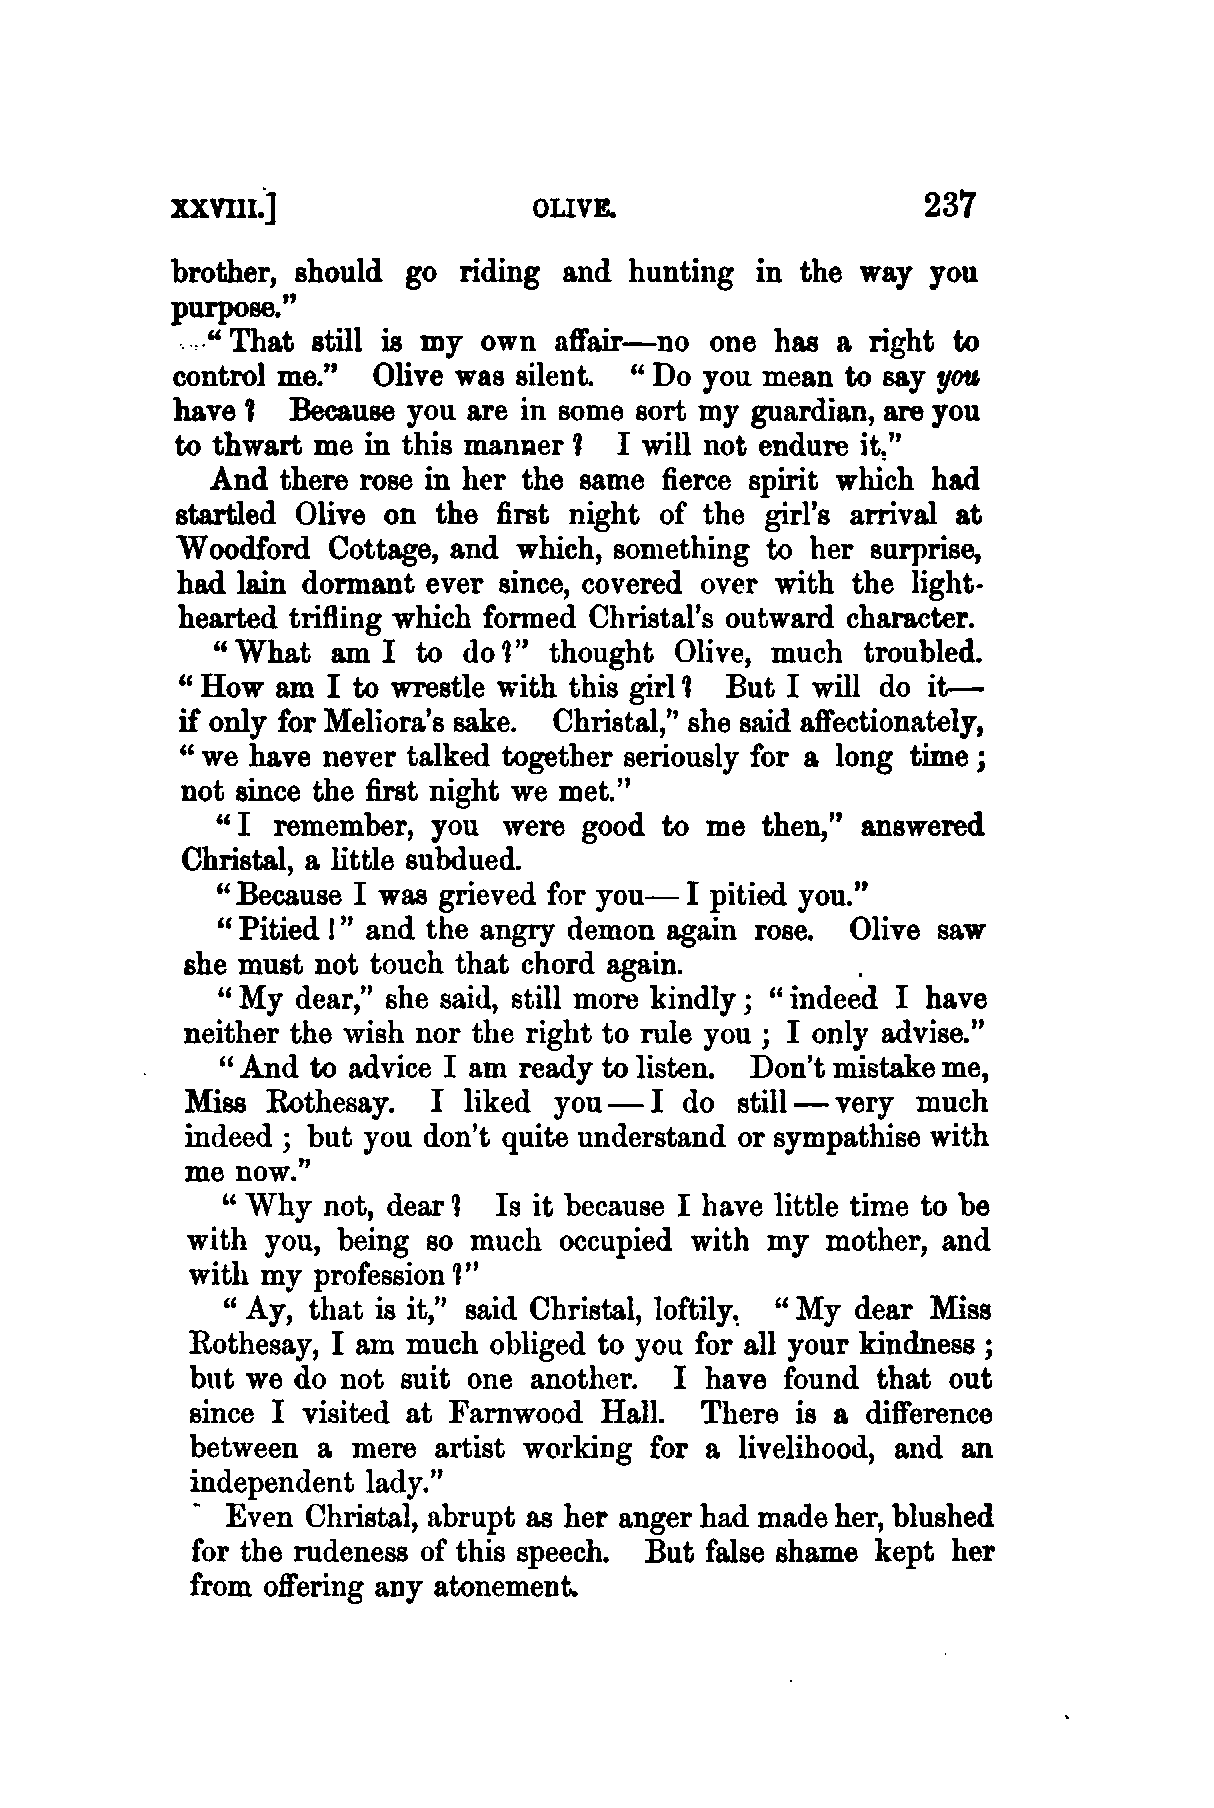 XXVIII.] OLIVE. 237
brother, should go riding and hunting in the way you
purpose."
"That still is my own affair—no one has a right to
control me." Olive was silent. "Do you mean to say you
have? Because you are in some sort my guardian, are you
to thwart me in this manner? I will not endure it."
And there rose in her the same fierce spirit which had
startled Olive on the first night of the girl's arrival at
Woodford Cottage, and which, something to her surprise,
had lain dormant ever since, covered over with the light-
hearted trifling which formed Christal's outward character.
"What am I to do?" thought Olive, much troubled.
"How am I to wrestle with this girl? But I will do it—
if only for Meliora's sake. Christal," she said affectionately,
"we have never talked together seriously for a long time;
not since the first night we met."
"I remember, you were good to me then," answered
Christal, a little subdued.
"Because I was grieved for you—I pitied you."
"Pitied!" and the angry demon again rose. Olive saw
she must not touch that chord again.
"My dear," she said, still more kindly; "indeed I have
neither the wish nor the right to rule you; I only advise."
"And to advice I am ready to listen. Don't mistake me,
Miss Rothesay. I liked you—I do still—very much
indeed; but you don't quite understand or sympathise with
me now."
"Why not, dear? Is it because I have little time to be
with you, being so much occupied with my mother, and
with my profession?"
"Ay, that is it," said Christal, loftily. "My dear Miss
Rothesay, I am much obliged to you for all your kindness;
but we do not suit one another. I have found that out
since I visited at Farnwood Hall. There is a difference
between a mere artist working for a livelihood, and an
independent lady."
Even Christal, abrupt as her anger had made her, blushed
for the rudeness of this speech. But false shame kept her
from offering any atonement.